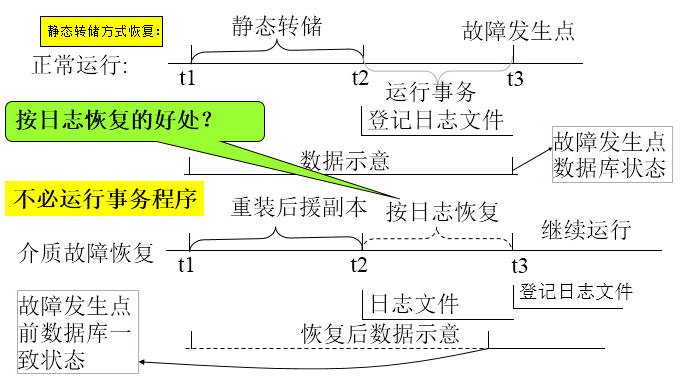 静态转储方式恢复：
静态转储
故障发生点
正常运行:
t1
t2
t3
运行事务
登记日志文件
按日志恢复的好处？
数据示意
故障发生点
数据库状态
不必运行事务程序
重装后援副本
按日志恢复
继续运行
介质故障恢复
t1
t2
t3
日志文件
登记日志文件
故障发生点
前数据库一
致状态
恢复后数据示意